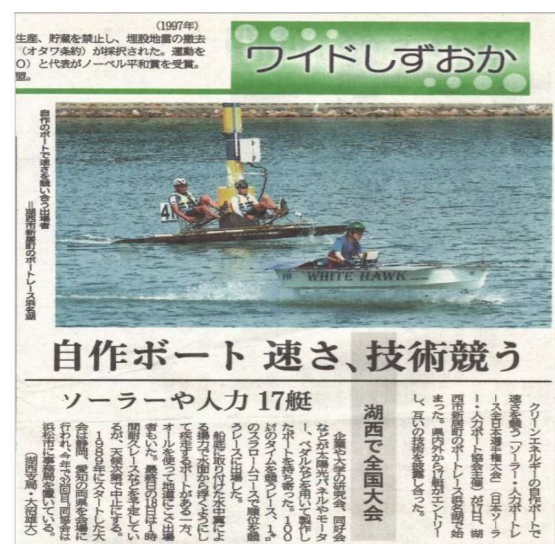 (1997年)
生産、貯蔵を禁止し、埋設地雷の撤去
(オタワ条約)が採択された。運動を
O)と代表がノーベル平和賞を受賞。
盟。
ワイドしずおか
自作のボートで速さを競い合う出場者
=湖西市新居町のボートレース浜名湖
41
WHITE HAWK
自作ボート 速さ、技術競う
ソーラーや人力 17艇
湖西で全国大会
クリーンエネルギーの自作ボートで
速さを競う「ソーラー・人力ボートレ
ース全日本選手権大会」(日本ソーラ
ー・人力ボート協会主催)が17日、湖
西市新居町のボートレース浜名湖で始
まった。県内外から17艇がエントリー
し、互いの技術を披露し合った。
企業や大学の研究会、同好会
などが太陽光パネルやモータ
ー、ペダルなどを用いて製作し
たボートを持ち寄った。100
㍍のタイムを競うレース、1㌔
のスラロームコースで順位を競
うレースに出場した。
船底に取り付けた水中翼によ
る揚力で水面から浮くようにし
て疾走するボートがある一方、
オールを使って地道にこぐ出場
者もいた。最終日の18日は1時
間耐久レースなどを予定してい
るが、天候次第で中止にする。
1989年にスタートした大
会は静岡、愛知の両県を会場に
行われ、今年で32回目。同協会は
浜松市に事務局を置いている。
(湖西支局・大沼雄大)